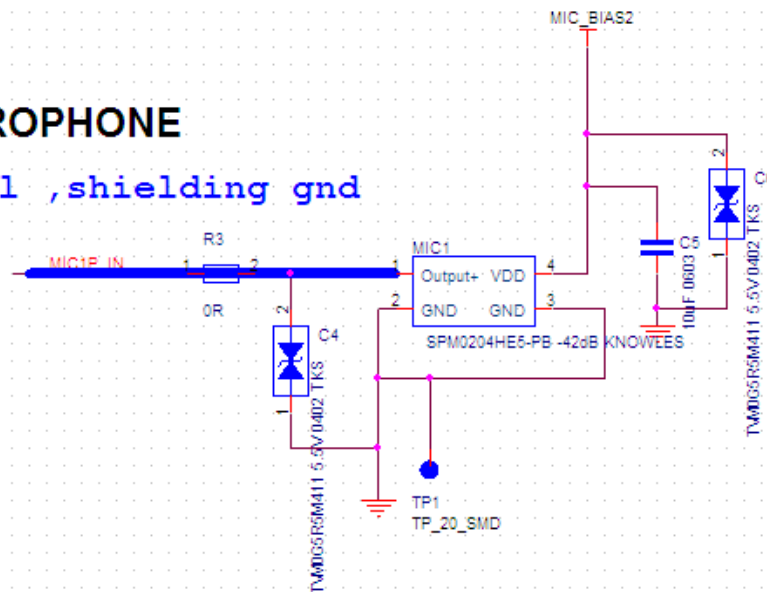 MIC_BIAS2
ROPHONE
l ,shielding gnd
R3
MIC1P_IN
1
2
0R
MIC1
1
Output+
VDD
4
2
GND
GND
3
SPM0204HE5-PB -42dB KNOWLES
2
C4
1
TVM0G5R5M411 5.5V 0402 TKS
C5
10uF 0603
2
1
TVM0G5R5M411 5.5V 0402 TKS
TP1
TP_20_SMD